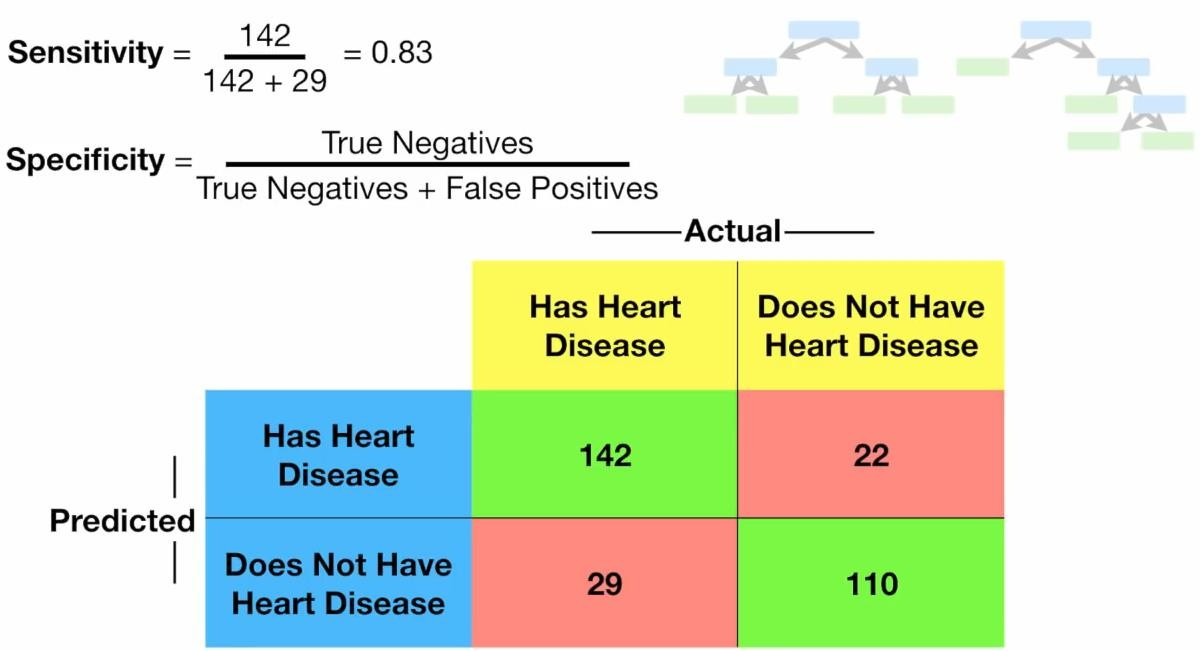 Sensitivity = 142 / 142 + 29 = 0.83
Specificity = True Negatives / True Negatives + False Positives
Actual
Has Heart
Disease
Does Not Have
Heart Disease
Predicted
Has Heart
Disease
142
22
Does Not Have
Heart Disease
29
110